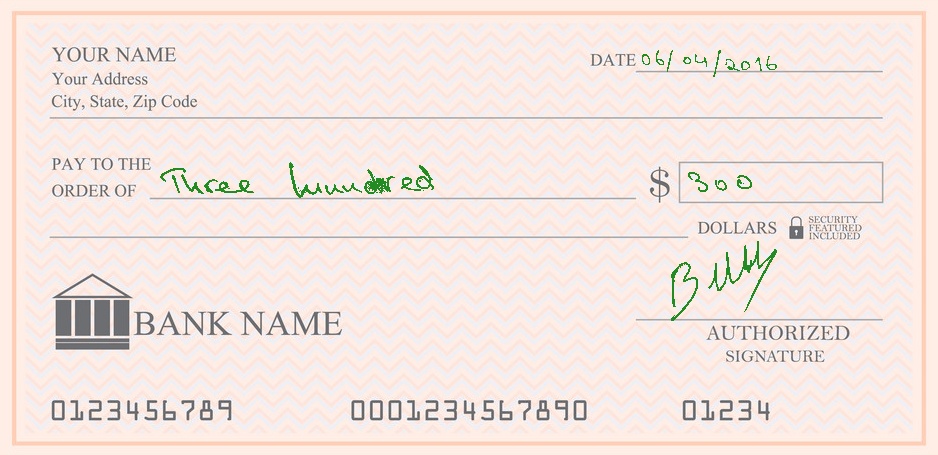 YOUR NAME
Your Address
City, State, Zip Code
DATE 06/04/2016
PAY TO THE
ORDER OF Three hundred $ 300
DOLLARS SECURITY
FEATURED
INCLUDED
BANK NAME
AUTHORIZED
SIGNATURE
0123456789 0001234567890 01234